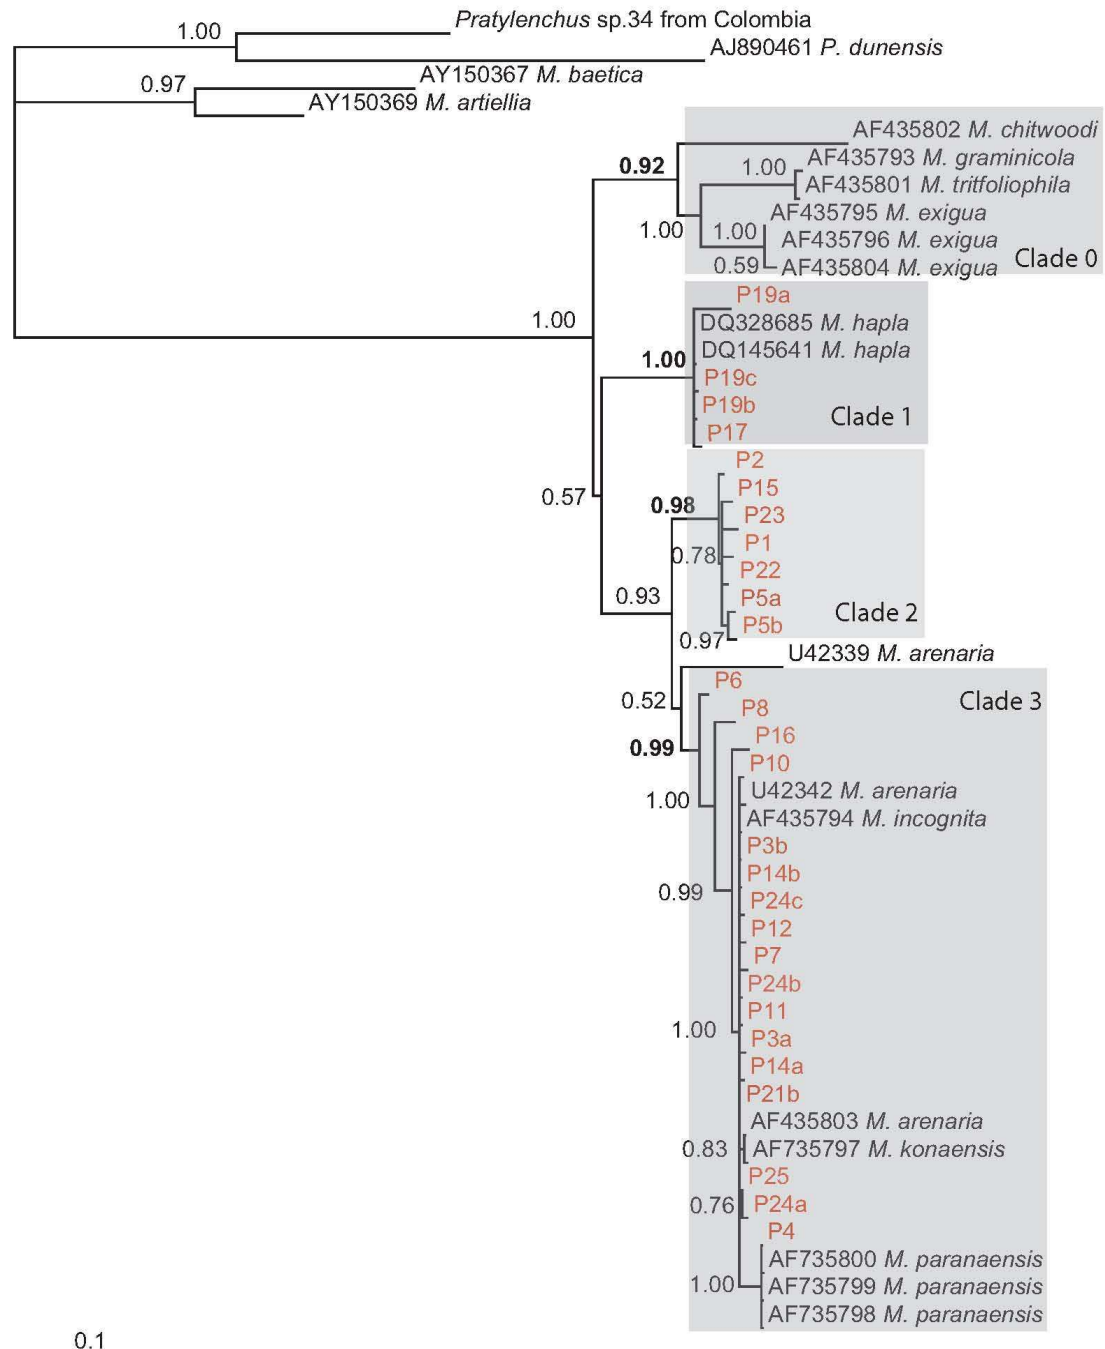 Pratylenchus sp.34 from Colombia
1.00
AJ890461 P. dunensis
AY150367 M. baetica
0.97
AY150369 M. artiellia
AF435802 M. chitwoodi
0.92
AF435793 M. graminicola
1.00
AF435801 M. tritfoliophila
AF435795 M. exigua
1.00
1.00
AF435796 M. exigua
Clade 0
0.59
AF435804 M. exigua
P19a
1.00
DQ328685 M. hapla
DQ145641 M. hapla
1.00
P19c
P19b
Clade 1
P17
P2
P15
0.57
0.98
P23
P1
0.78
P22
P5a
0.93
Clade 2
P5b
0.97
U42339 M. arenaria
P6
0.52
Clade 3
P8
P16
0.99
P10
U42342 M. arenaria
1.00
AF435794 M. incognita
P3b
P14b
0.99
P24c
P12
P7
P24b
P11
1.00
P3a
P14a
P21b
AF435803 M. arenaria
0.83
AF735797 M. konaensis
P25
0.76
P24a
P4
AF735800 M. paranaensis
1.00
AF735799 M. paranaensis
AF735798 M. paranaensis
0.1